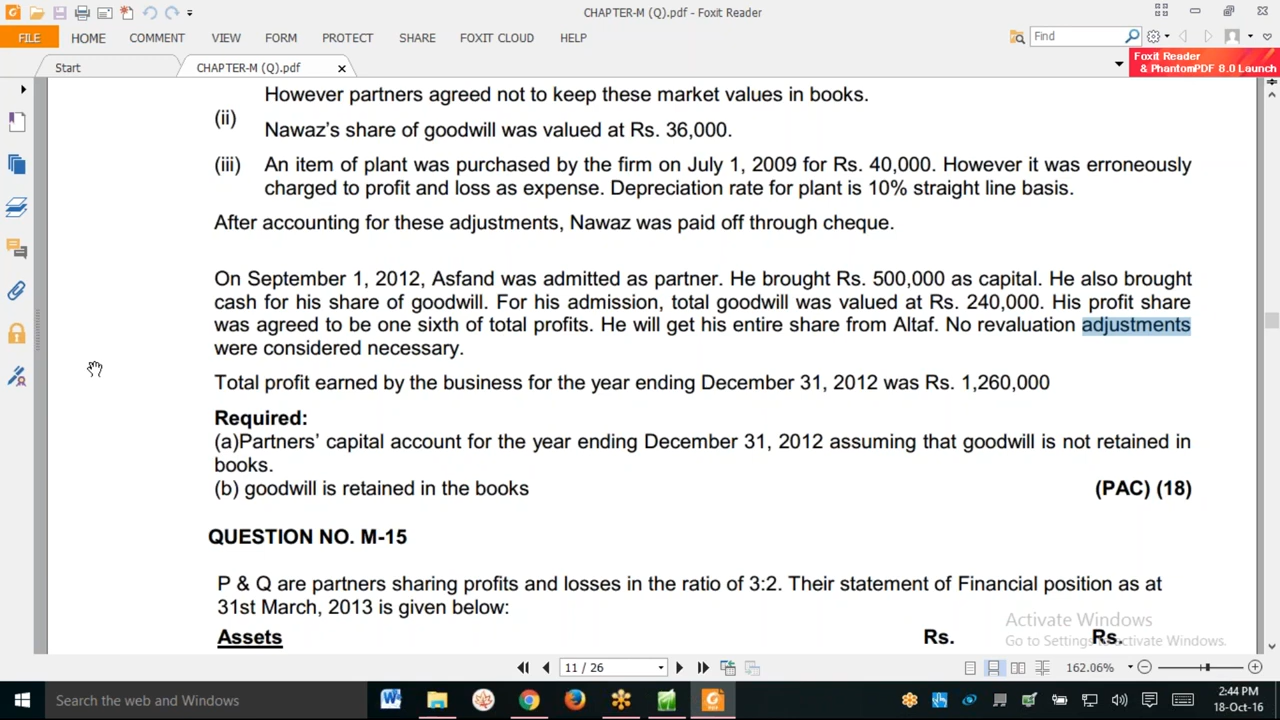 CHAPTER-M (Q).pdf - Foxit Reader
FILE HOME COMMENT VIEW FORM PROTECT SHARE FOXIT CLOUD HELP Find
Start CHAPTER-M (Q).pdf x
Foxit Reader
& PhantomPDF 8.0 Launch
However partners agreed not to keep these market values in books.
(ii)
Nawaz's share of goodwill was valued at Rs. 36,000.
(iii) An item of plant was purchased by the firm on July 1, 2009 for Rs. 40,000. However it was erroneously
charged to profit and loss as expense. Depreciation rate for plant is 10% straight line basis.
After accounting for these adjustments, Nawaz was paid off through cheque.
On September 1, 2012, Asfand was admitted as partner. He brought Rs. 500,000 as capital. He also brought
cash for his share of goodwill. For his admission, total goodwill was valued at Rs. 240,000. His profit share
was agreed to be one sixth of total profits. He will get his entire share from Altaf. No revaluation adjustments
were considered necessary.
Total profit earned by the business for the year ending December 31, 2012 was Rs. 1,260,000
Required:
(a)Partners' capital account for the year ending December 31, 2012 assuming that goodwill is not retained in
books.
(b) goodwill is retained in the books (PAC) (18)
QUESTION NO. M-15
P & Q are partners sharing profits and losses in the ratio of 3:2. Their statement of Financial position as at
31st March, 2013 is given below:
Assets Rs. Rs.
Activate Windows
Go to Settings to activate Windows.
11 / 26 162.06%
Search the web and Windows
2:44 PM
18-Oct-16